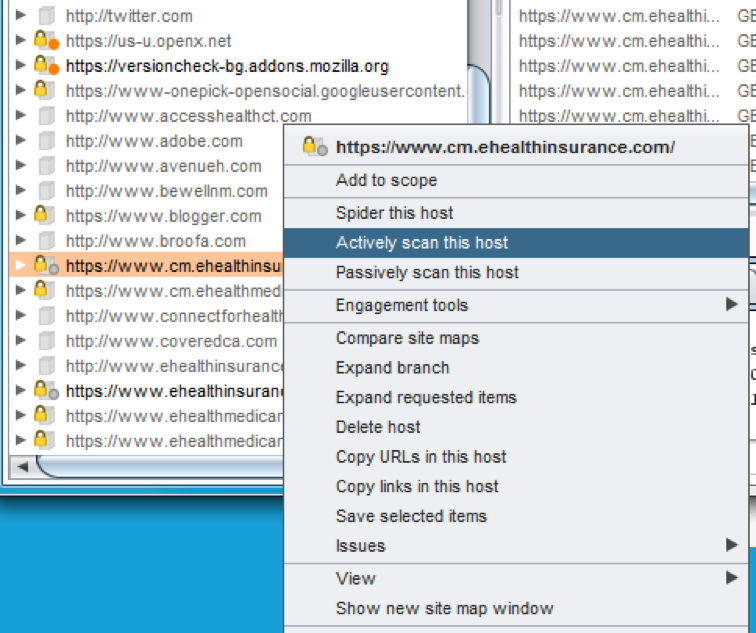 http://twitter.com
https://us-u.openx.net
https://versioncheck-bg.addons.mozilla.org
https://www-onepick-opensocial.googleusercontent.
http://www.accesshealthct.com
http://www.adobe.com
http://www.avenueh.com
http://www.bewellnm.com
https://www.blogger.com
http://www.broofa.com
https://www.cm.ehealthinsu
https://www.cm.ehealthmed
http://www.connectforhealth
http://www.coveredca.com
http://www.ehealthinsuranc
https://www.ehealthinsuran
https://www.ehealthmedicar
https://www.ehealthmedicar
https://www.cm.ehealthi... GE
https://www.cm.ehealthi... GE
https://www.cm.ehealthi... GE
https://www.cm.ehealthi... GE
https://www.cm.ehealthi... GE
https://www.cm.ehealthinsurance.com/
Add to scope
Spider this host
Actively scan this host
Passively scan this host
Engagement tools
Compare site maps
Expand branch
Expand requested items
Delete host
Copy URLs in this host
Copy links in this host
Save selected items
Issues
View
Show new site map window